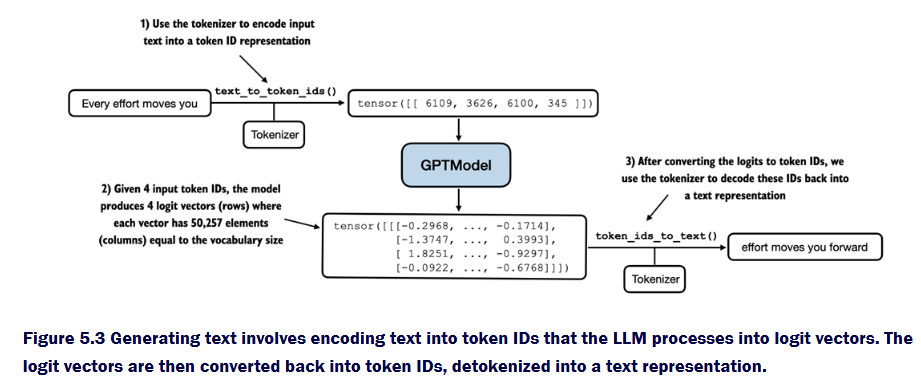 1) Use the tokenizer to encode input
text into a token ID representation
text_to_token_ids()
Every effort moves you
tensor([[ 6109, 3626, 6100, 345 ]])
Tokenizer
GPTModel
3) After converting the logits to token IDs, we
use the tokenizer to decode these IDs back into
a text representation
2) Given 4 input token IDs, the model
produces 4 logit vectors (rows) where
each vector has 50,257 elements
(columns) equal to the vocabulary size
tensor([[[-0.2968, ..., -0.1714],
[-1.3747, ..., 0.3993],
[ 1.8251, ..., -0.9297],
[-0.0922, ..., -0.6768]]])
token_ids_to_text()
effort moves you forward
Tokenizer
Figure 5.3 Generating text involves encoding text into token IDs that the LLM processes into logit vectors. The
logit vectors are then converted back into token IDs, detokenized into a text representation.